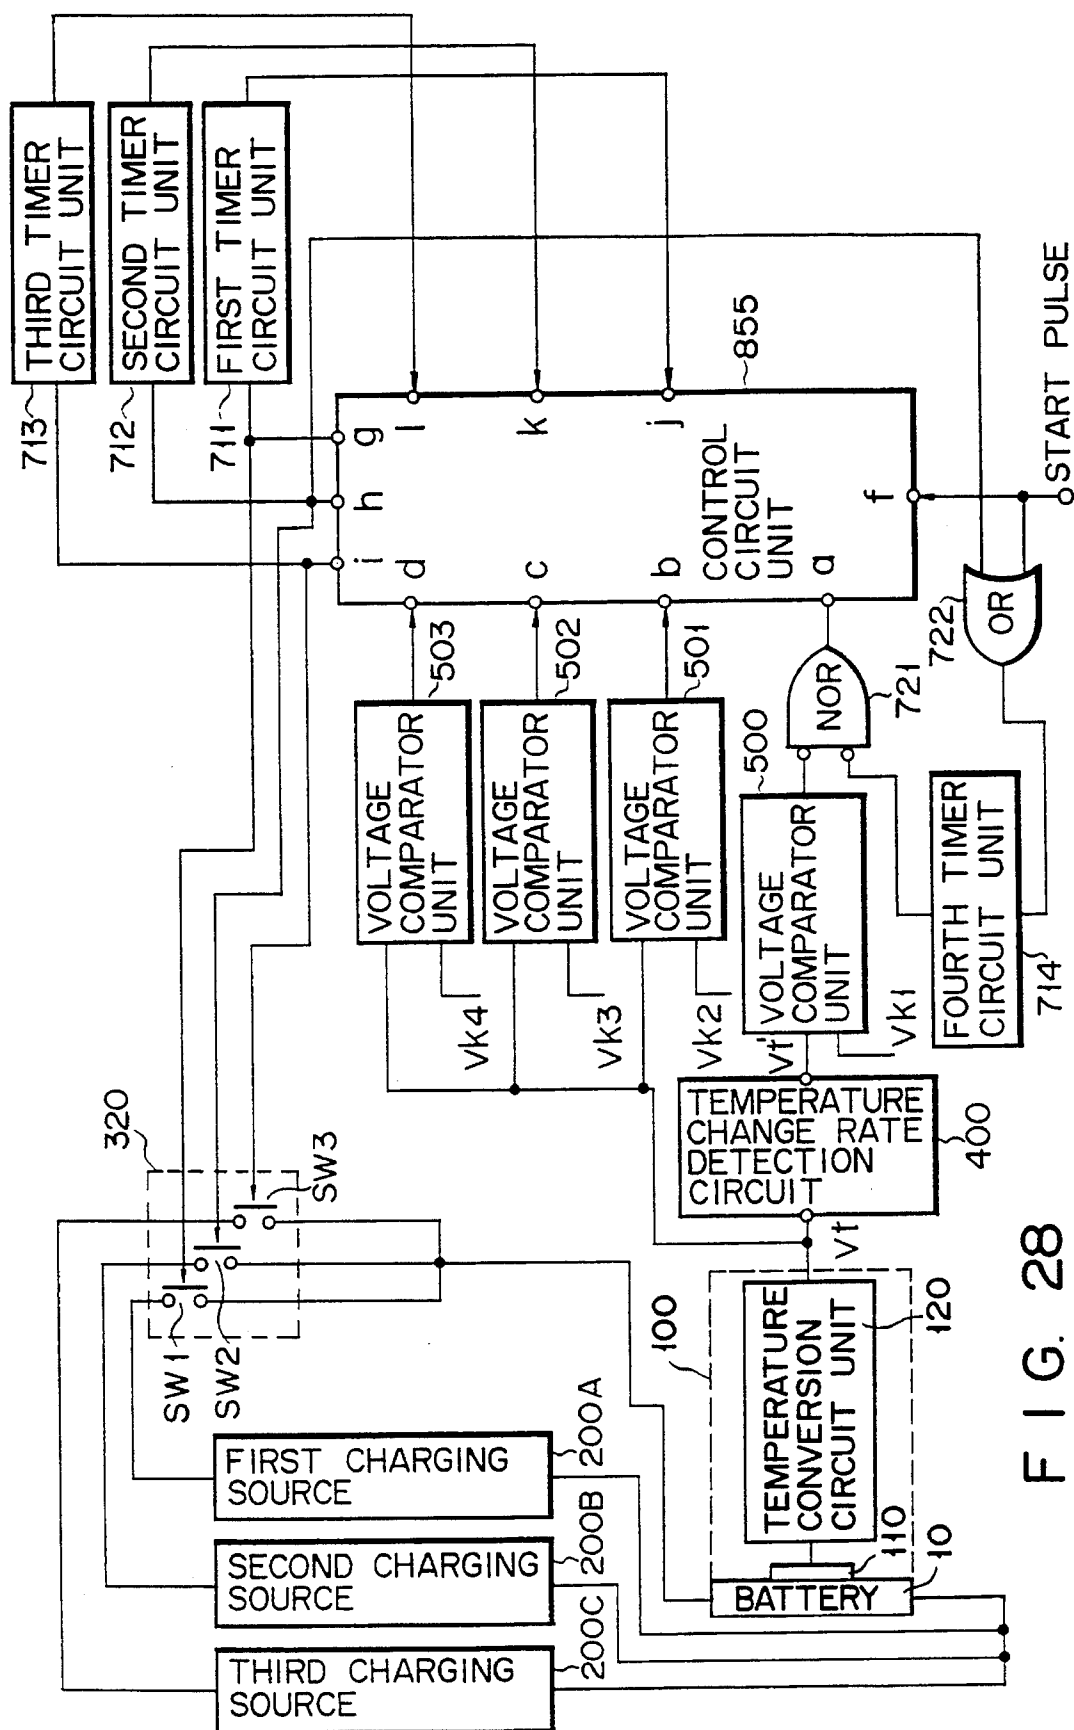 THIRD TIMER
CIRCUIT UNIT
713
SECOND TIMER
CIRCUIT UNIT
712
FIRST TIMER
CIRCUIT UNIT
711
320
SW1
SW2
SW3
FIRST CHARGING
SOURCE
200A
SECOND CHARGING
SOURCE
200B
THIRD CHARGING
SOURCE
200C
VOLTAGE
COMPARATOR
UNIT
503
Vk4
VOLTAGE
COMPARATOR
UNIT
502
Vk3
VOLTAGE
COMPARATOR
UNIT
501
Vk2
i
h
g
d
l
c
k
b
j
CONTROL
CIRCUIT
UNIT
a
f
855
100
BATTERY
10
110
TEMPERATURE
CONVERSION
CIRCUIT UNIT
120
Vt
TEMPERATURE
CHANGE RATE
DETECTION
CIRCUIT
400
Vt'
VOLTAGE
COMPARATOR
UNIT
500
Vk1
NOR
721
FOURTH TIMER
CIRCUIT UNIT
714
OR
722
START PULSE
FIG. 28